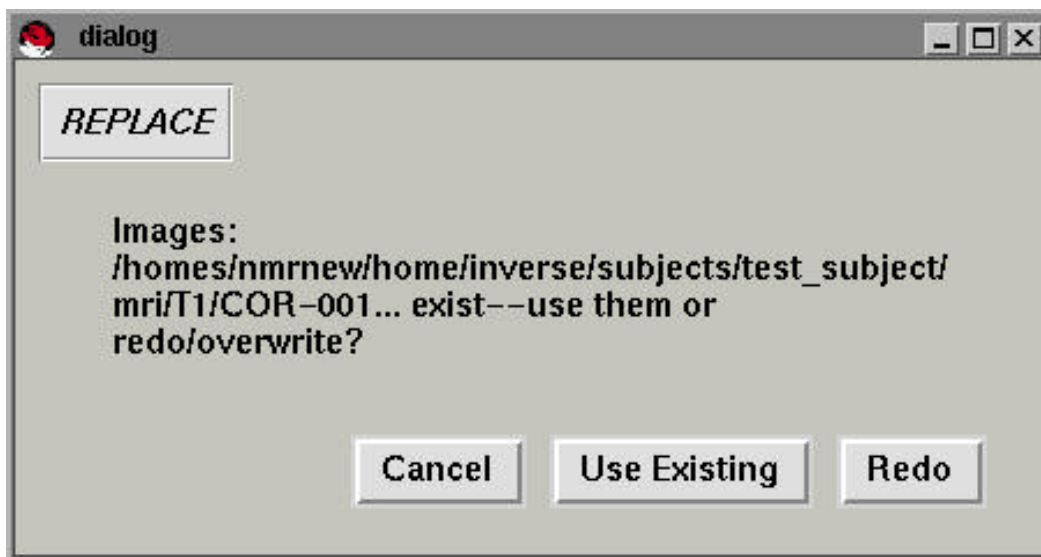 dialog
REPLACE
Images:
/homes/nmrnew/home/inverse/subjects/test_subject/
mri/T1/COR-001... exist--use them or
redo/overwrite?
Cancel Use Existing Redo